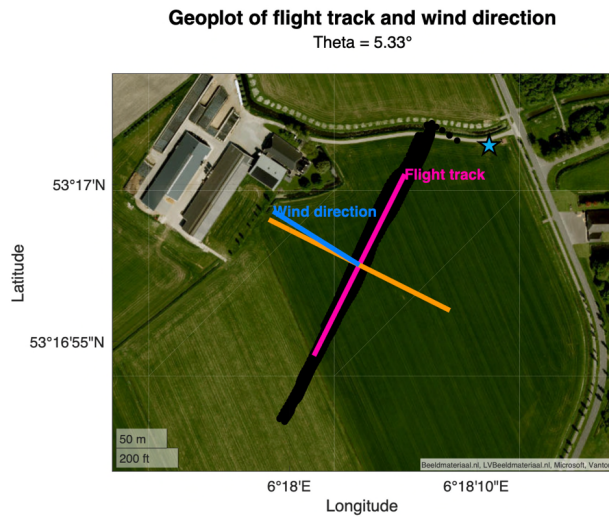 Geoplot of flight track and wind direction
Theta = 5.33°
Flight track
53°17'N
Wind direction
Latitude
53°16'55"N
50 m
200 ft
Beeldmateriaal.nl, LVBeeldmateriaal.nl, Microsoft, Vantor
6°18'E
6°18'10"E
Longitude